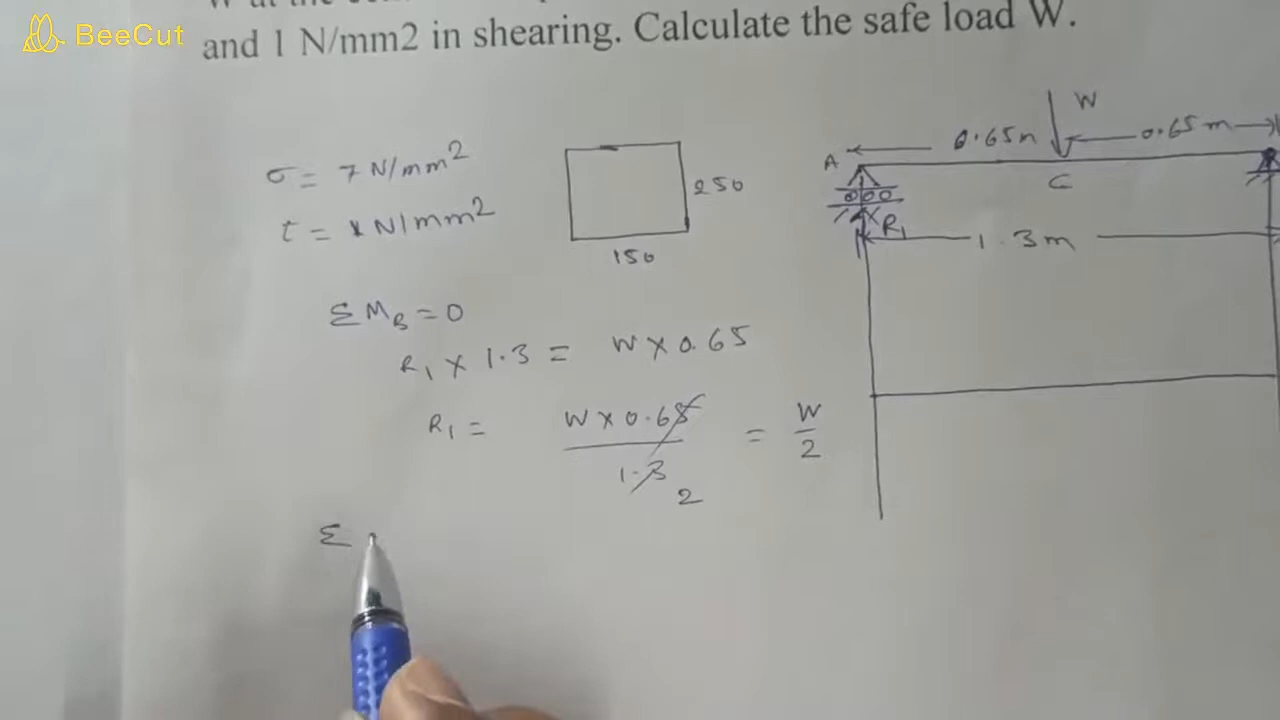 BeeCut
and 1 N/mm2 in shearing. Calculate the safe load W.
σ = 7 N/mm²
τ = 1 N/mm²
250
150
W
0.65m
0.65m
A
C
R₁
1.3m
ΣM_B = 0
R₁ × 1.3 = W × 0.65
R₁ = W × 0.65 / 1.3 2 = W / 2
Σ